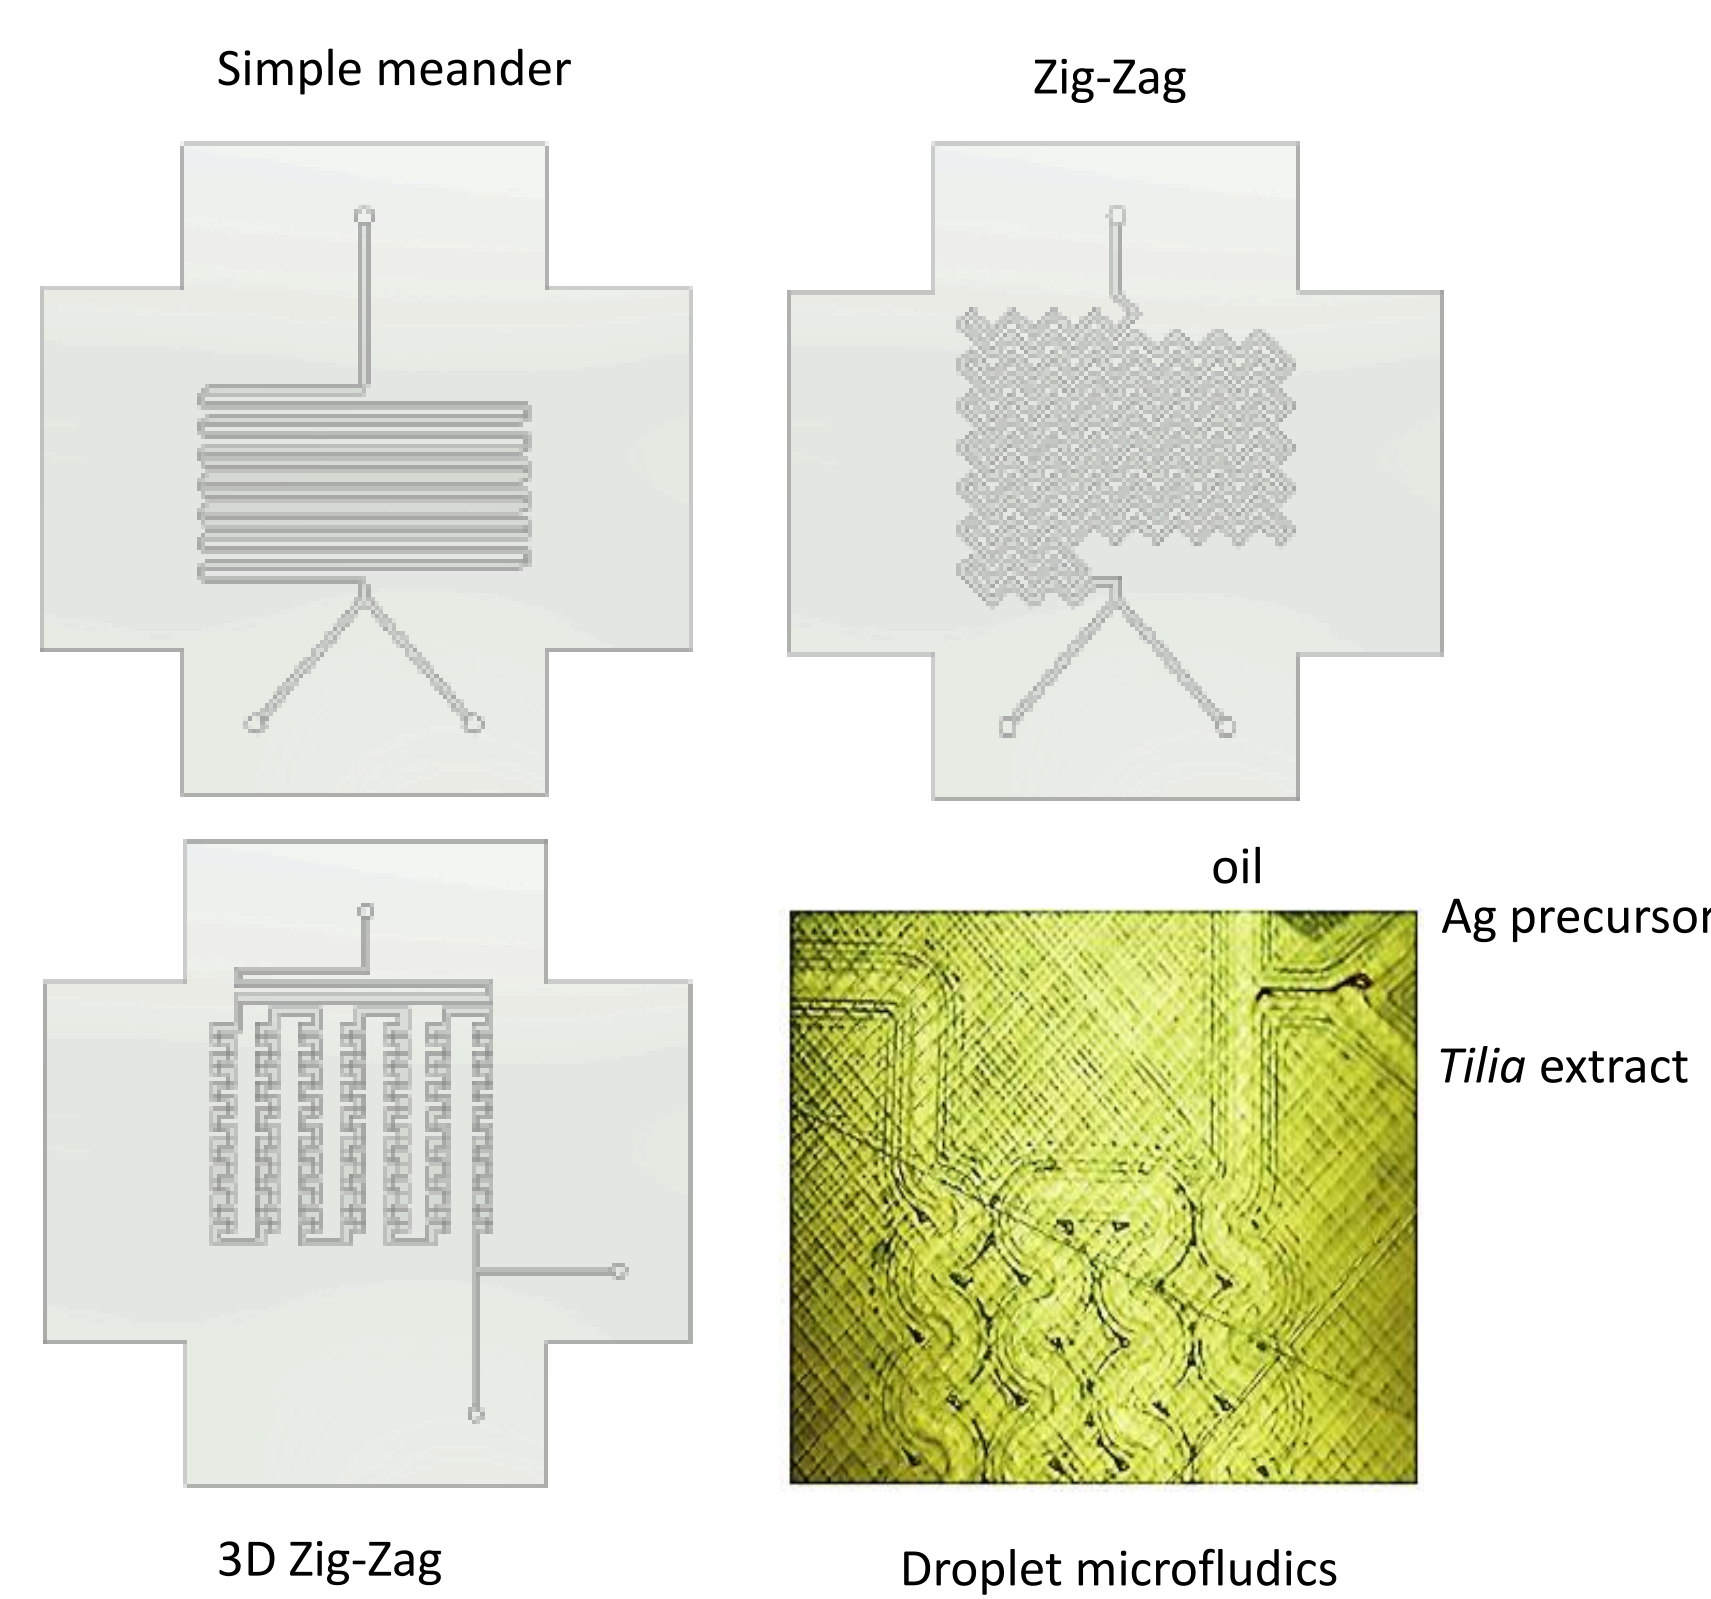 Simple meander
Zig-Zag
oil
Ag precursor
Tilia extract
3D Zig-Zag
Droplet microfludics